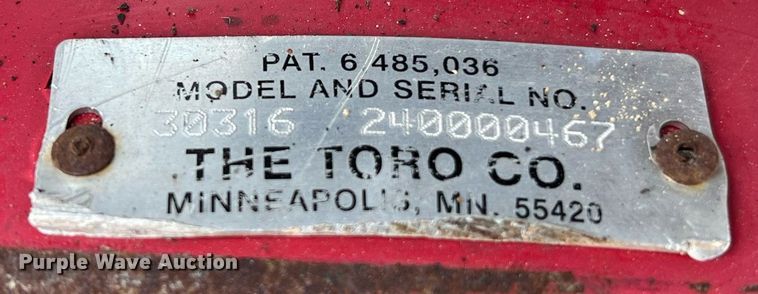 PAT. 6,485,036
MODEL AND SERIAL NO.
30316 240000467
THE TORO CO.
MINNEAPOLIS, MN. 55420
Purple Wave Auction